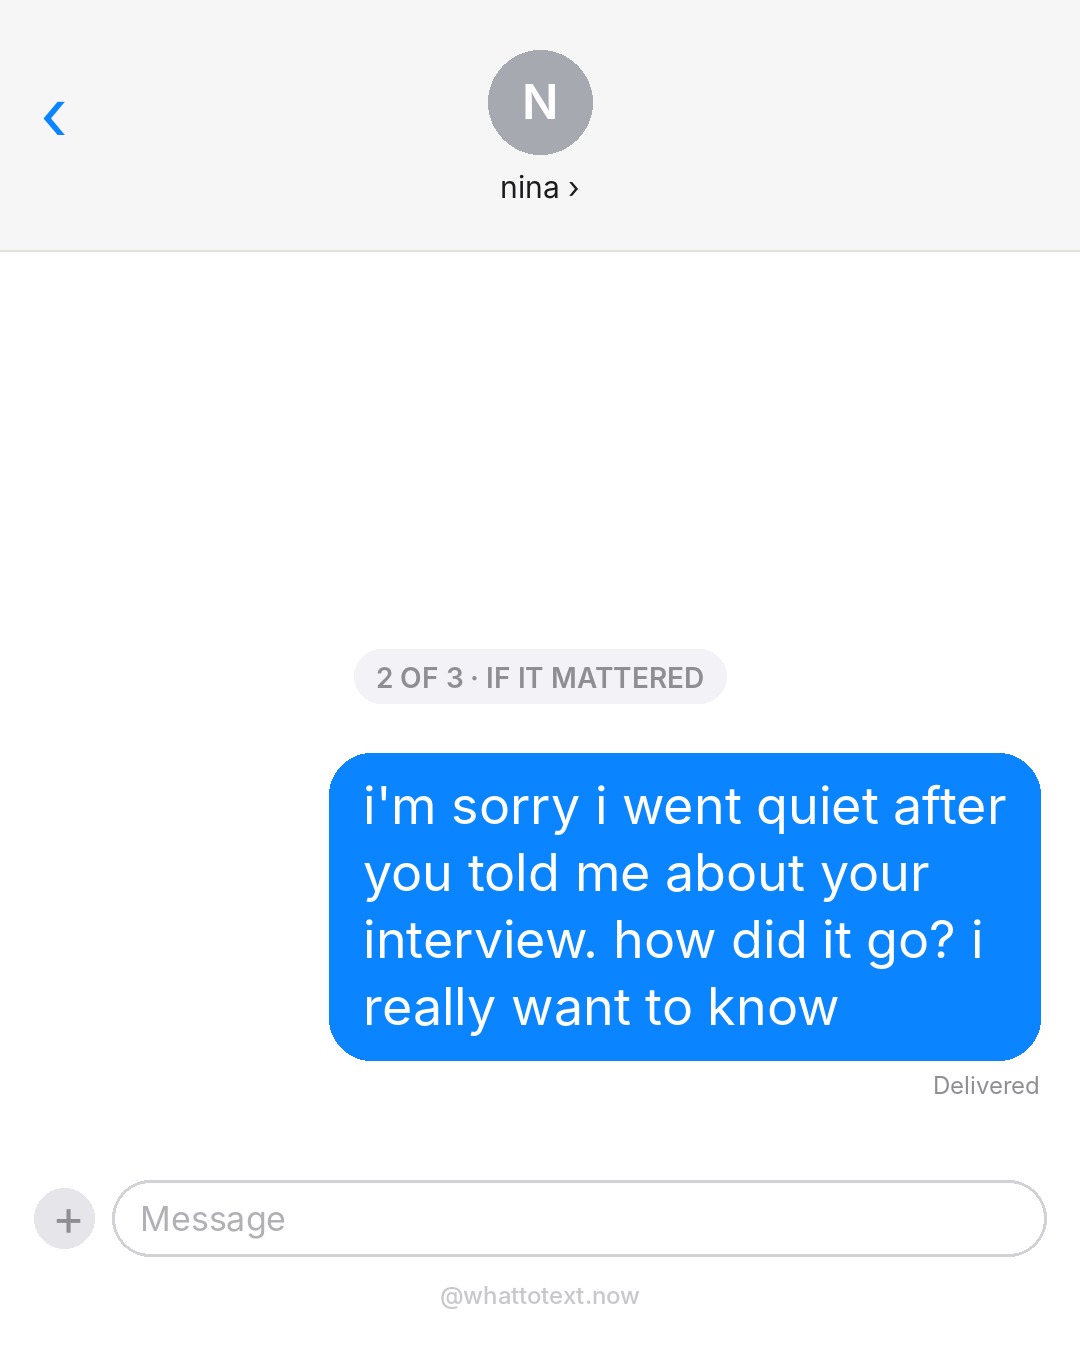 N
nina ›
2 OF 3 · IF IT MATTERED
i'm sorry i went quiet after
you told me about your
interview. how did it go? i
really want to know
Delivered
+
Message
@whattotext.now